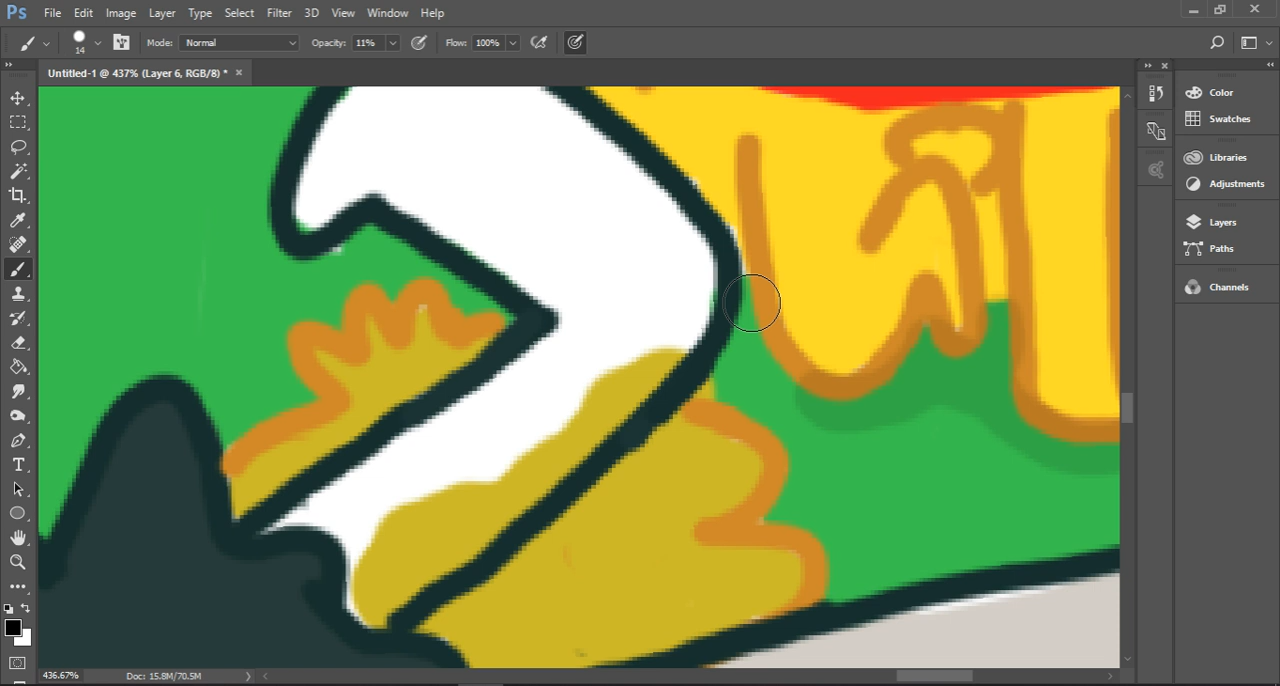 Ps File Edit Image Layer Type Select Filter 3D View Window Help
14 Mode: Normal Opacity: 11% Flow: 100%
Untitled-1 @ 437% (Layer 6, RGB/8) *
Color
Swatches
Libraries
Adjustments
Layers
Paths
Channels
436.67% Doc: 15.8M/70.5M